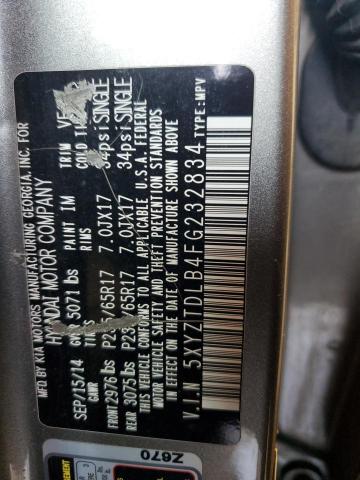 MFD BY KIA MOTORS MANUFACTURING GEORGIA, INC. FOR
HYUNDAI MOTOR COMPANY
SEP/15/14 GVWR 5071 lbs PAINT 1M TRIM
GAWR TIRES RIMS COLD
FRONT 2976 lbs /65R17 7.0JX17 34psi SINGLE
REAR 3075 lbs /65R17 7.0JX17 34psi SINGLE
THIS VEHICLE CONFORMS TO ALL APPLICABLE U.S.A. FEDERAL
MOTOR VEHICLE SAFETY AND THEFT PREVENTION STANDARDS
IN EFFECT ON THE DATE OF MANUFACTURE SHOWN ABOVE
V.I.N 5XYZTDLB4FG232834 TYPE:MPV
Z670